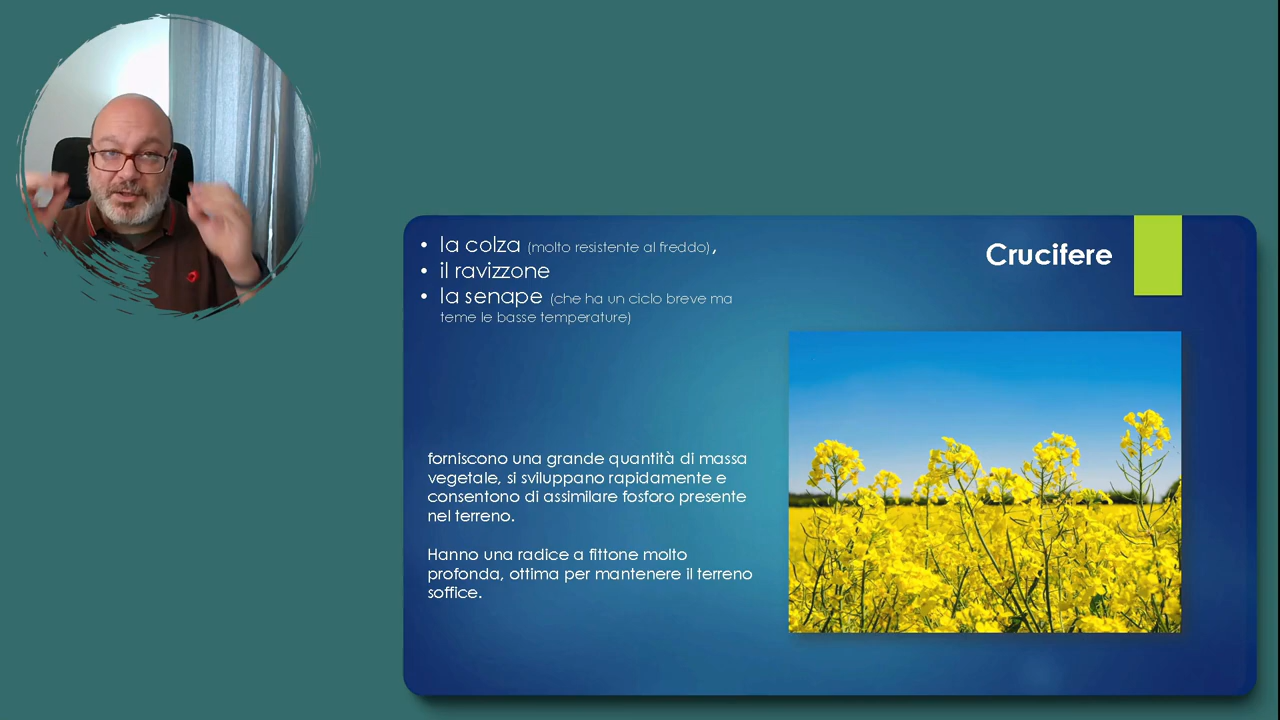 Crucifere
• la colza (molto resistente al freddo),
• il ravizzone
• la senape (che ha un ciclo breve ma
teme le basse temperature)
forniscono una grande quantità di massa
vegetale, si sviluppano rapidamente e
consentono di assimilare fosforo presente
nel terreno.
Hanno una radice a fittone molto
profonda, ottima per mantenere il terreno
soffice.